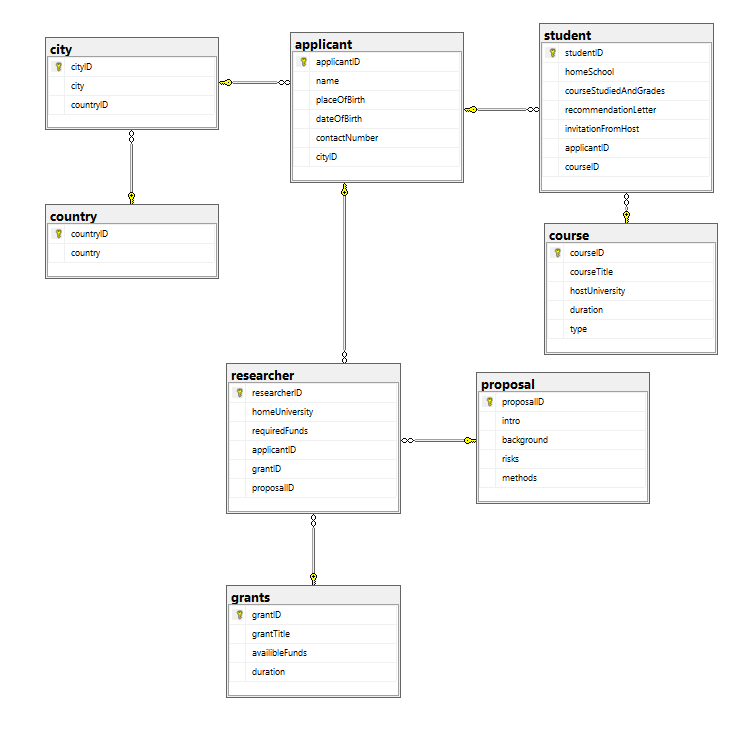 city
cityID
city
countryID
applicant
applicantID
name
placeOfBirth
dateOfBirth
contactNumber
cityID
student
studentID
homeSchool
courseStudiedAndGrades
recommendationLetter
invitationFromHost
applicantID
courseID
country
countryID
country
course
courseID
courseTitle
hostUniversity
duration
type
researcher
researcherID
homeUniversity
requiredFunds
applicantID
grantID
proposalID
proposal
proposalID
intro
background
risks
methods
grants
grantID
grantTitle
availibleFunds
duration